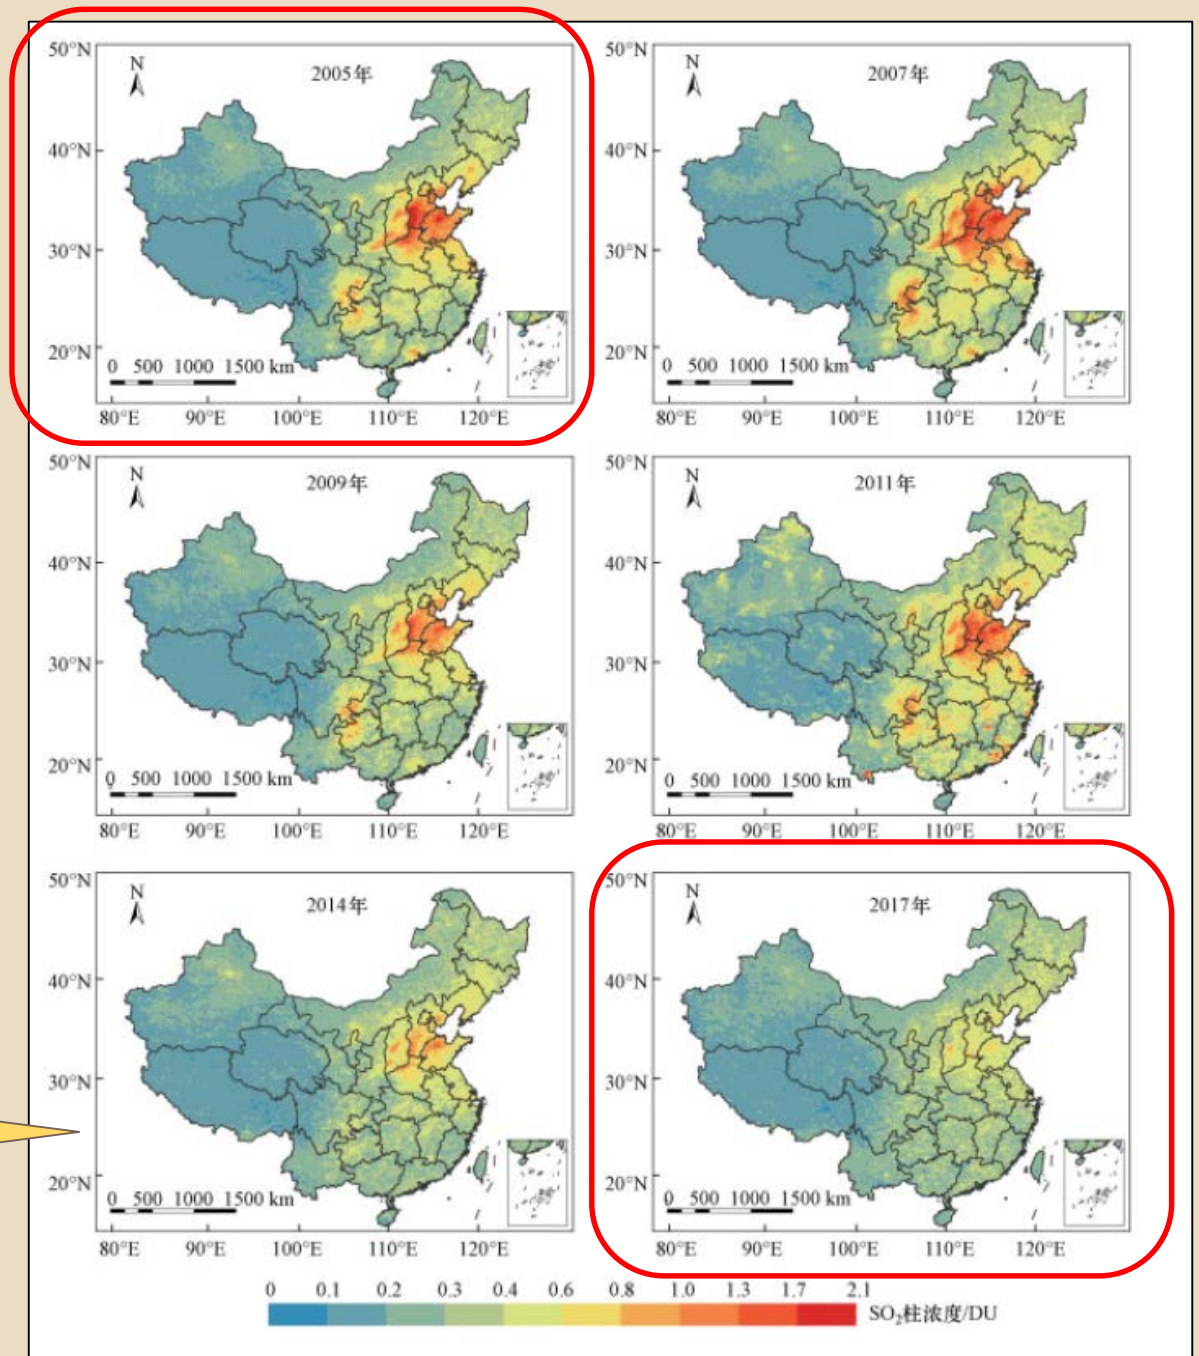 50°N
N
2005年
40°N
30°N
20°N
0 500 1000 1500 km
80°E 90°E 100°E 110°E 120°E
50°N
N
2007年
40°N
30°N
20°N
0 500 1000 1500 km
80°E 90°E 100°E 110°E 120°E
50°N
N
2009年
40°N
30°N
20°N
0 500 1000 1500 km
80°E 90°E 100°E 110°E 120°E
50°N
N
2011年
40°N
30°N
20°N
0 500 1000 1500 km
80°E 90°E 100°E 110°E 120°E
50°N
N
2014年
40°N
30°N
20°N
0 500 1000 1500 km
80°E 90°E 100°E 110°E 120°E
50°N
N
2017年
40°N
30°N
20°N
0 500 1000 1500 km
80°E 90°E 100°E 110°E 120°E
0 0.1 0.2 0.3 0.4 0.6 0.8 1.0 1.3 1.7 2.1
SO₂柱浓度/DU